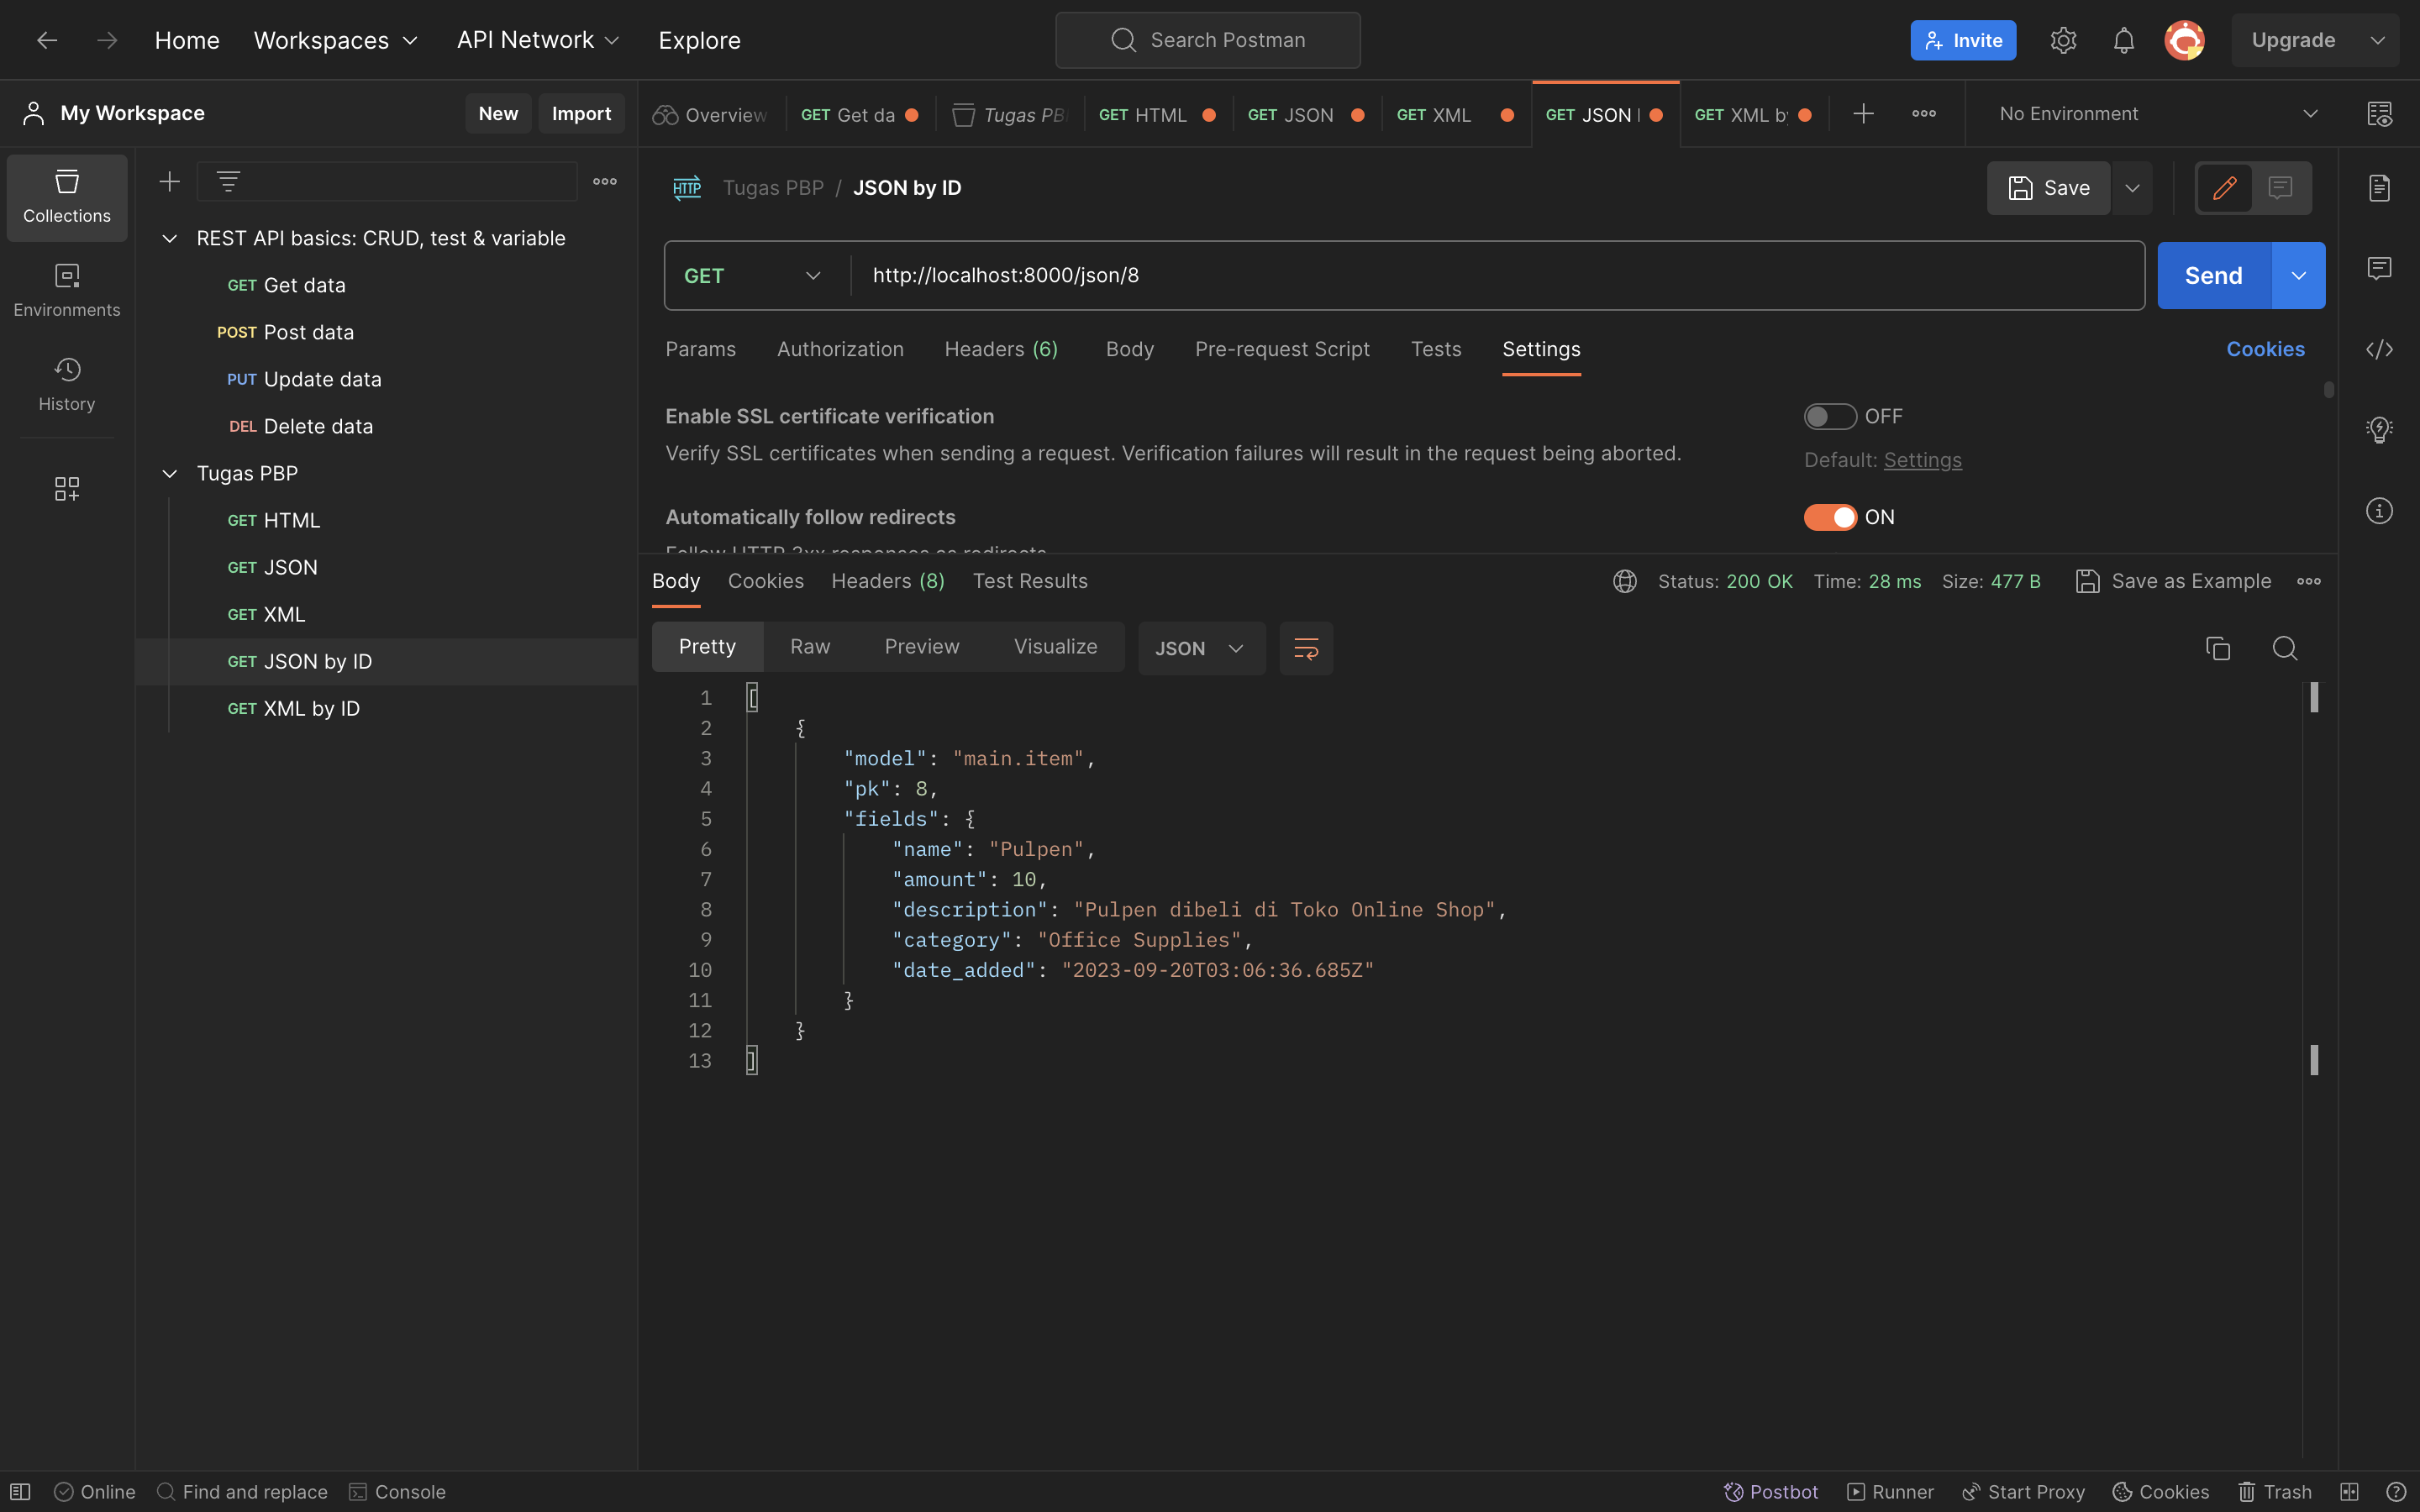 Home Workspaces API Network Explore Search Postman Invite Upgrade
My Workspace New Import Overview GET Get da Tugas PB GET HTML GET JSON GET XML GET JSON GET XML by No Environment
Collections
Environments
History
REST API basics: CRUD, test & variable
GET Get data
POST Post data
PUT Update data
DEL Delete data
Tugas PBP
GET HTML
GET JSON
GET XML
GET JSON by ID
GET XML by ID
HTTP Tugas PBP / JSON by ID Save
GET http://localhost:8000/json/8 Send
Params Authorization Headers (6) Body Pre-request Script Tests Settings Cookies
Enable SSL certificate verification OFF
Verify SSL certificates when sending a request. Verification failures will result in the request being aborted. Default: Settings
Automatically follow redirects ON
Follow HTTP 3xx responses as redirects.
Body Cookies Headers (8) Test Results Status: 200 OK Time: 28 ms Size: 477 B Save as Example
Pretty Raw Preview Visualize JSON
1 [
2 {
3 "model": "main.item",
4 "pk": 8,
5 "fields": {
6 "name": "Pulpen",
7 "amount": 10,
8 "description": "Pulpen dibeli di Toko Online Shop",
9 "category": "Office Supplies",
10 "date_added": "2023-09-20T03:06:36.685Z"
11 }
12 }
13 ]
Online Find and replace Console Postbot Runner Start Proxy Cookies Trash